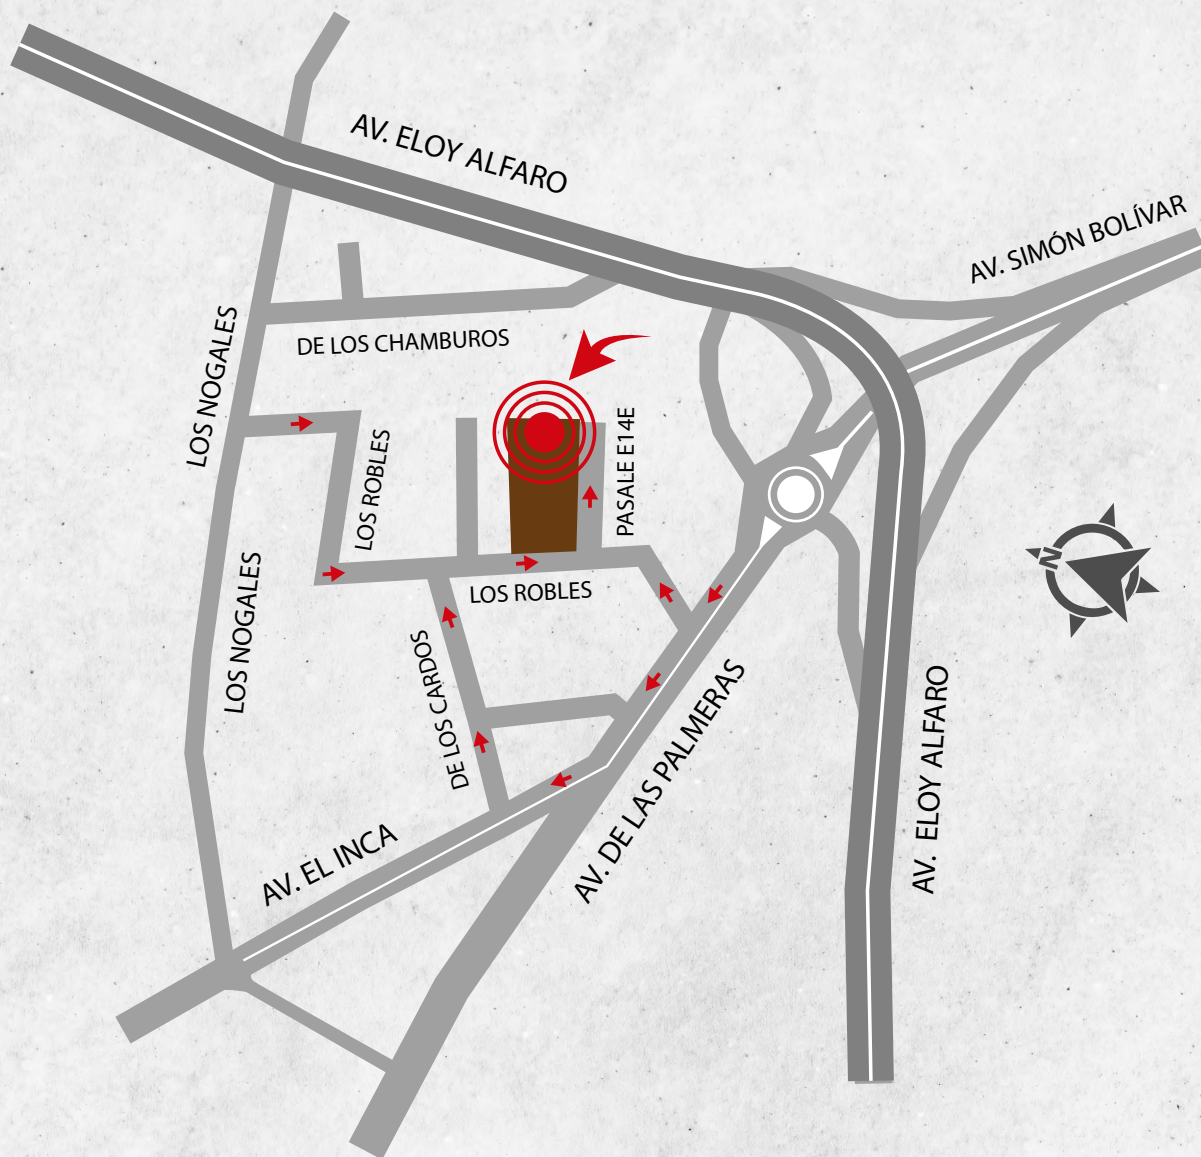 AV. ELOY ALFARO
AV. SIMÓN BOLÍVAR
LOS NOGALES
DE LOS CHAMBUROS
LOS ROBLES
PASALE E14E
N
LOS NOGALES
LOS ROBLES
DE LOS CARDOS
AV. DE LAS PALMERAS
AV. ELOY ALFARO
AV. EL INCA